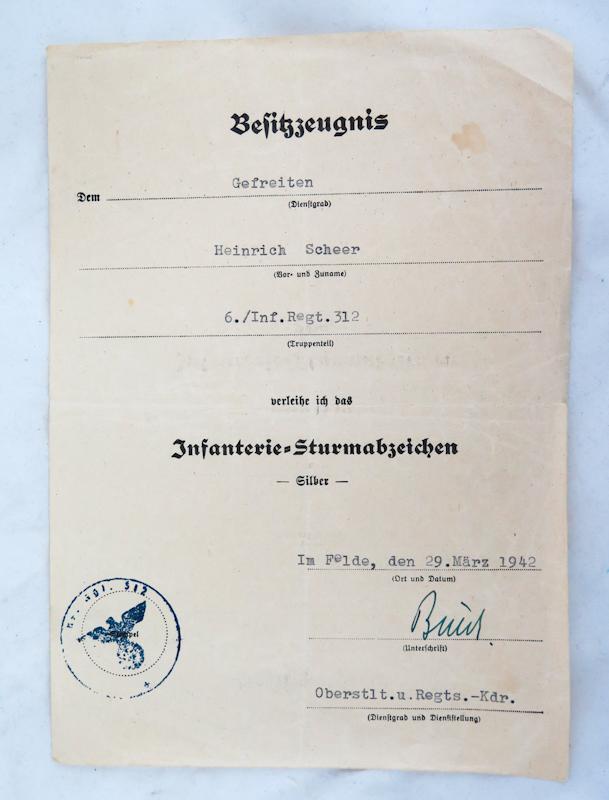 Besitzzeugnis
Dem Gefreiten
(Dienstgrad)
Heinrich Scheer
(Vor- und Zuname)
6./Inf.Regt.312
(Truppenteil)
verleihe ich das
Infanterie-Sturmabzeichen
— Silber —
Im Felde, den 29.März 1942
(Ort und Datum)
(Unterschrift)
Oberstlt.u.Regts.-Kdr.
(Dienstgrad und Dienststellung)